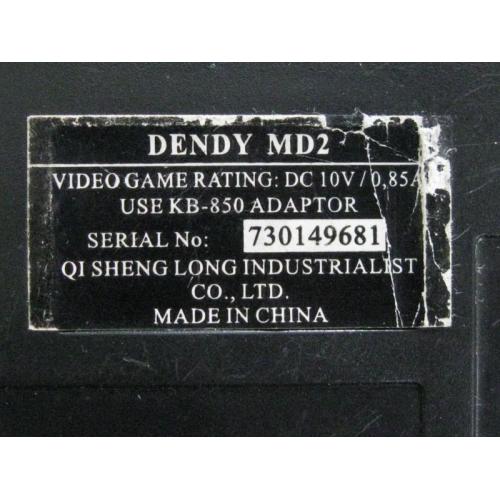 DENDY MD2
VIDEO GAME RATING: DC 10V / 0,85A
USE KB-850 ADAPTOR
SERIAL No: 730149681
QI SHENG LONG INDUSTRIALIST
CO., LTD.
MADE IN CHINA